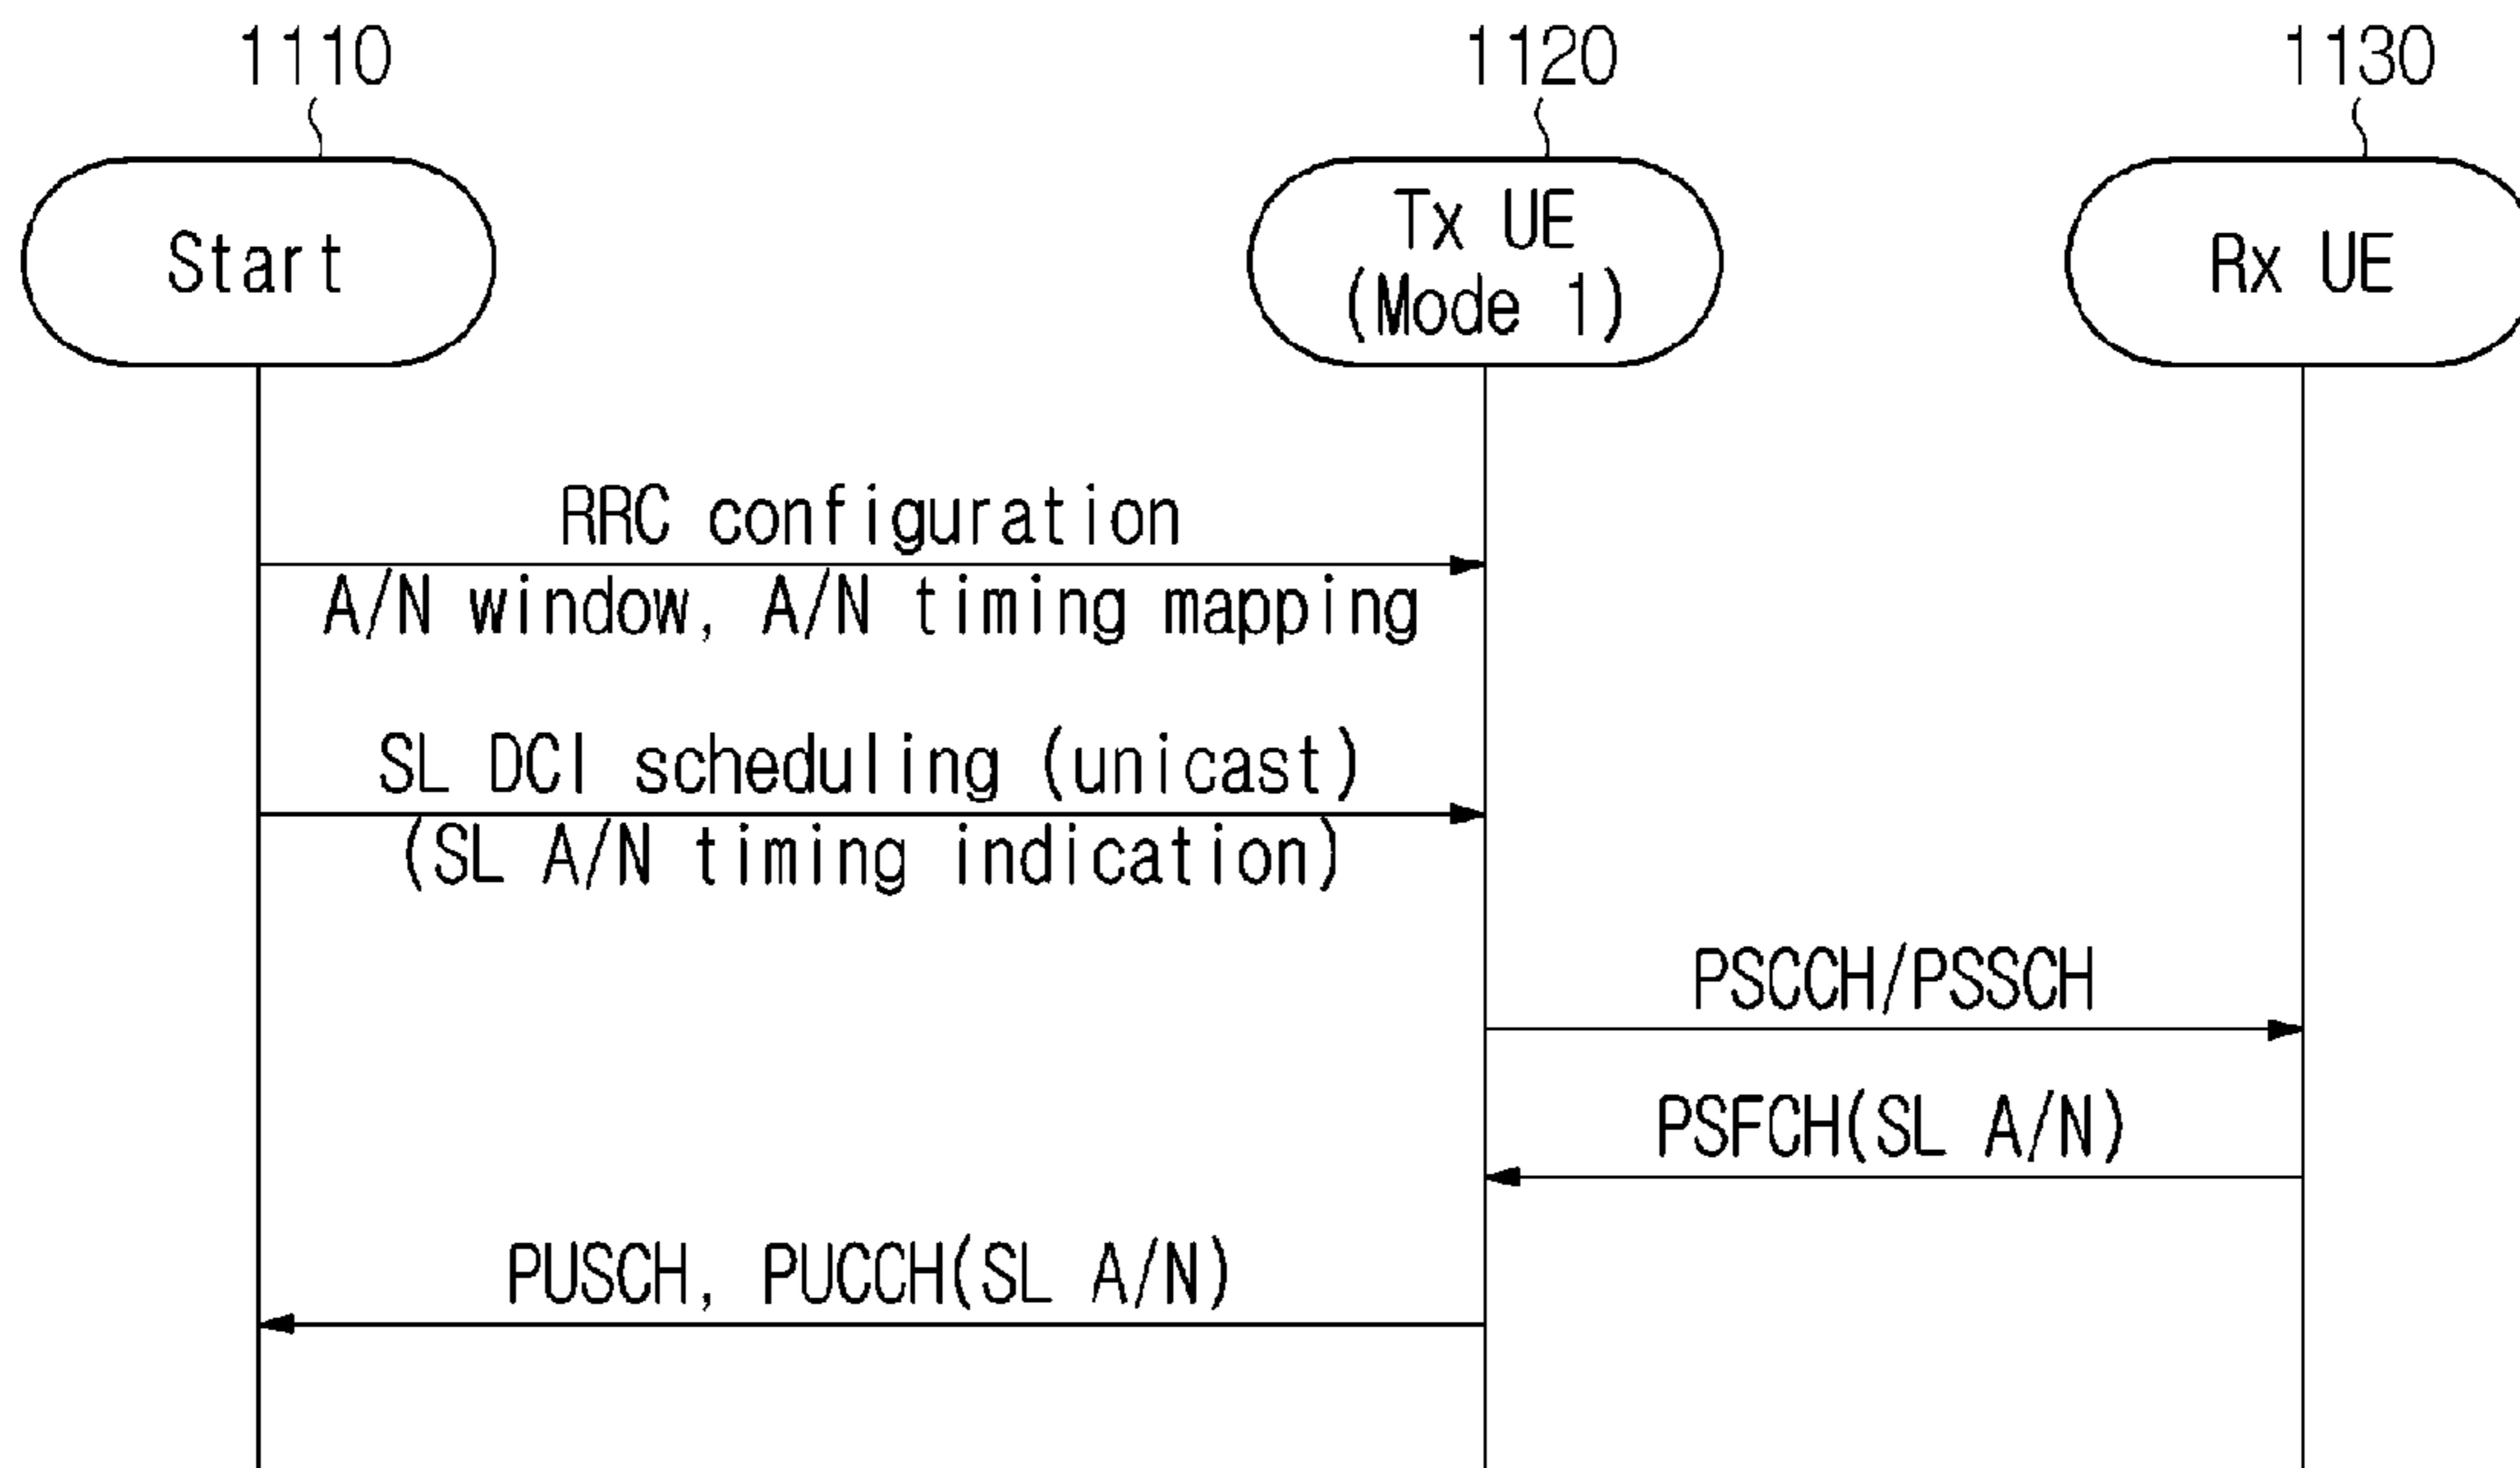 1110
1120
1130
Start
Tx UE
(Mode 1)
Rx UE
RRC configuration
A/N window, A/N timing mapping
SL DCI scheduling (unicast)
(SL A/N timing indication)
PSCCH/PSSCH
PSFCH(SL A/N)
PUSCH, PUCCH(SL A/N)